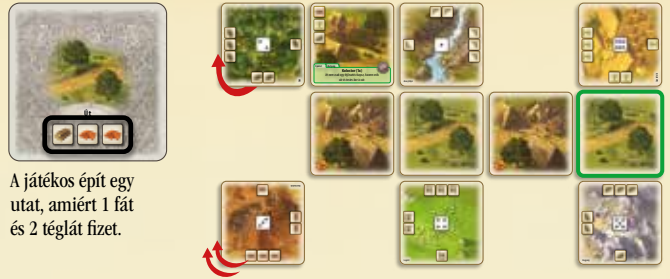 Út
A játékos épít egy
utat, amiért 1 fát
és 2 téglát fizet.